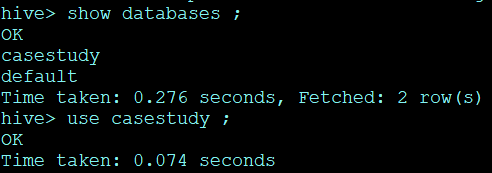 hive> show databases ;
OK
casestudy
default
Time taken: 0.276 seconds, Fetched: 2 row(s)
hive> use casestudy ;
OK
Time taken: 0.074 seconds